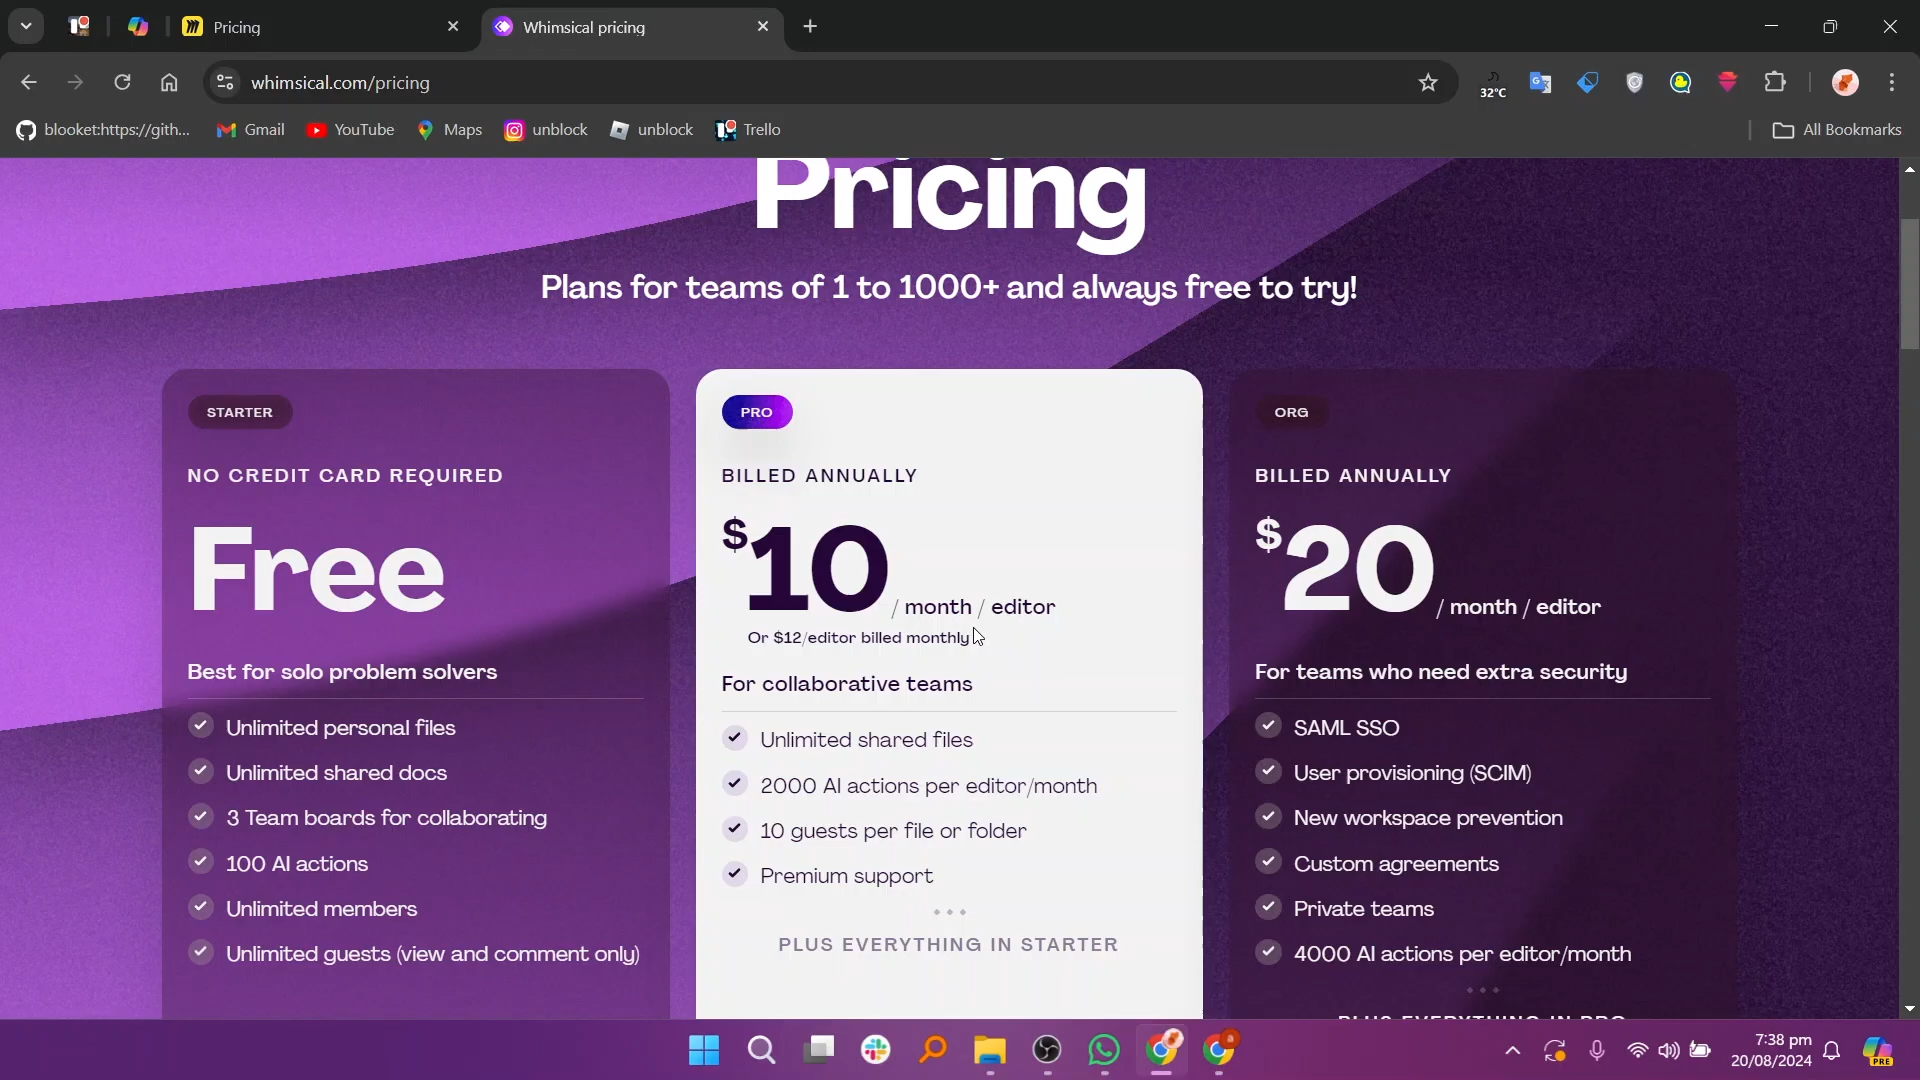 Pricing
Whimsical pricing
whimsical.com/pricing
32°C
blooket:https://gith...
Gmail
YouTube
Maps
unblock
unblock
Trello
All Bookmarks
Pricing
Plans for teams of 1 to 1000+ and always free to try!
STARTER
NO CREDIT CARD REQUIRED
Free
Best for solo problem solvers
Unlimited personal files
Unlimited shared docs
3 Team boards for collaborating
100 AI actions
Unlimited members
Unlimited guests (view and comment only)
PRO
BILLED ANNUALLY
$10 / month / editor
Or $12/editor billed monthly
For collaborative teams
Unlimited shared files
2000 AI actions per editor/month
10 guests per file or folder
Premium support
PLUS EVERYTHING IN STARTER
ORG
BILLED ANNUALLY
$20 / month / editor
For teams who need extra security
SAML SSO
User provisioning (SCIM)
New workspace prevention
Custom agreements
Private teams
4000 AI actions per editor/month
PLUS EVERYTHING IN PRO
7:38 pm
20/08/2024
PRE